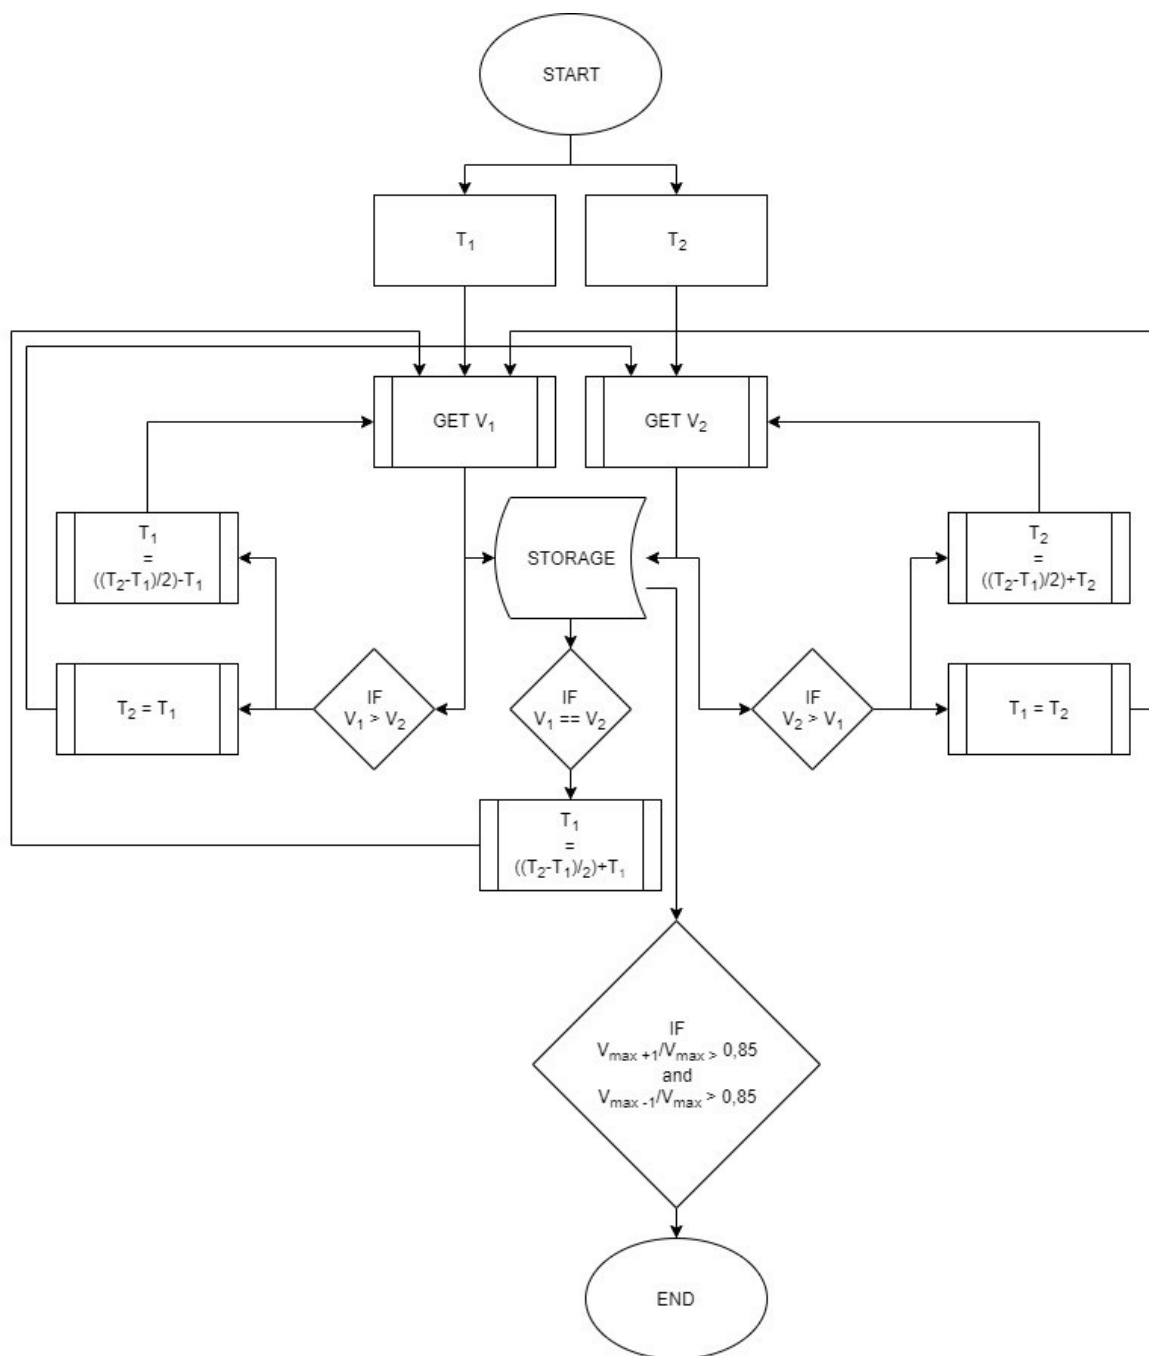 START
T₁
T₂
GET V₁
GET V₂
T₁
=
((T₂-T₁)/2)-T₁
STORAGE
T₂
=
((T₂-T₁)/2)+T₂
T₂ = T₁
IF
V₁ > V₂
IF
V₁ == V₂
IF
V₂ > V₁
T₁ = T₂
T₁
=
((T₂-T₁)/₂)+T₁
IF
Vmax +1/Vmax > 0,85
and
Vmax -1/Vmax > 0,85
END